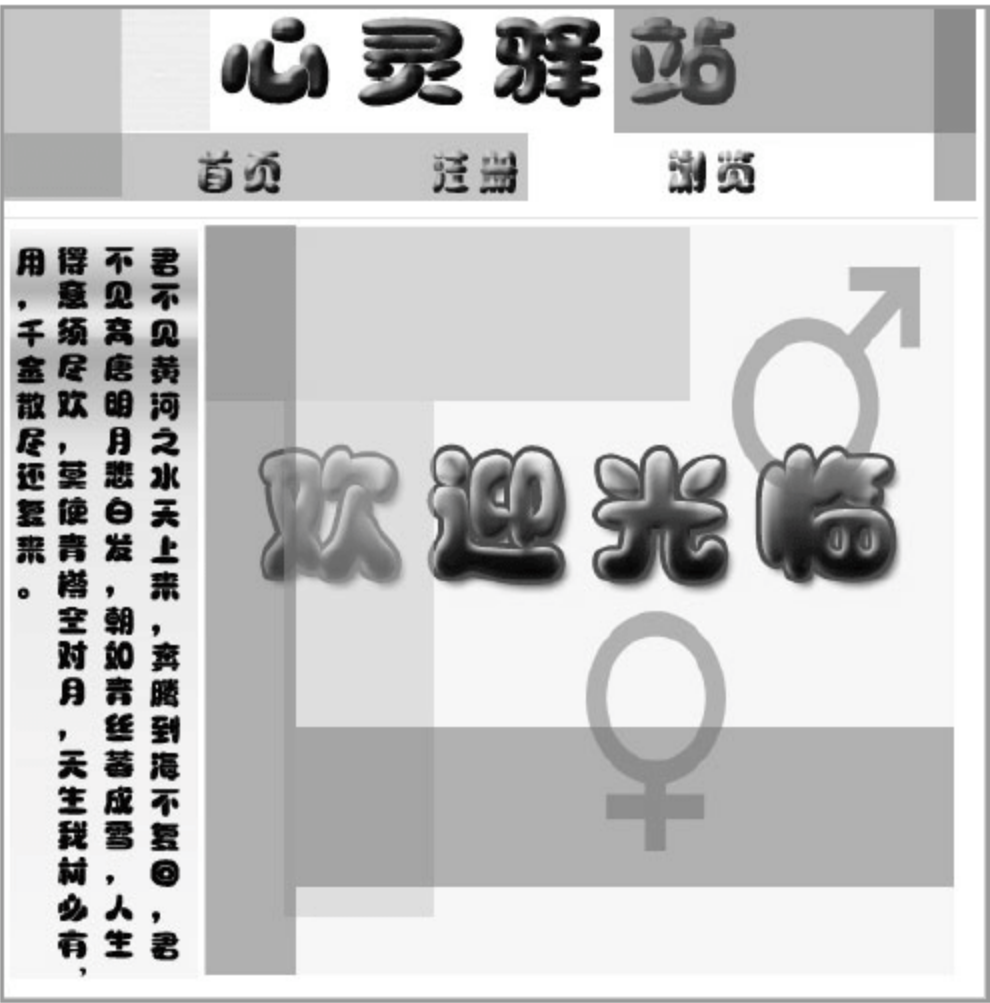 心灵驿站
首页 注册 浏览
君不见黄河之水天上来,奔腾到海不复回,君
不见高唐明月悲白发,朝如青丝暮成雪,人生
得意须尽欢,莫使青樽空对月,天生我材必有,
用,千金散尽还复来。
欢迎光临